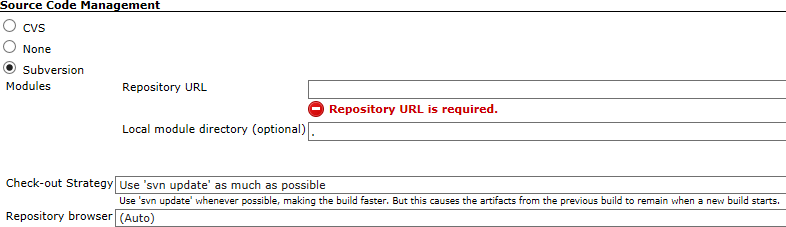 Source Code Management
CVS
None
Subversion
Modules Repository URL
Repository URL is required.
Local module directory (optional) .
Check-out Strategy Use 'svn update' as much as possible
Use 'svn update' whenever possible, making the build faster. But this causes the artifacts from the previous build to remain when a new build starts.
Repository browser (Auto)